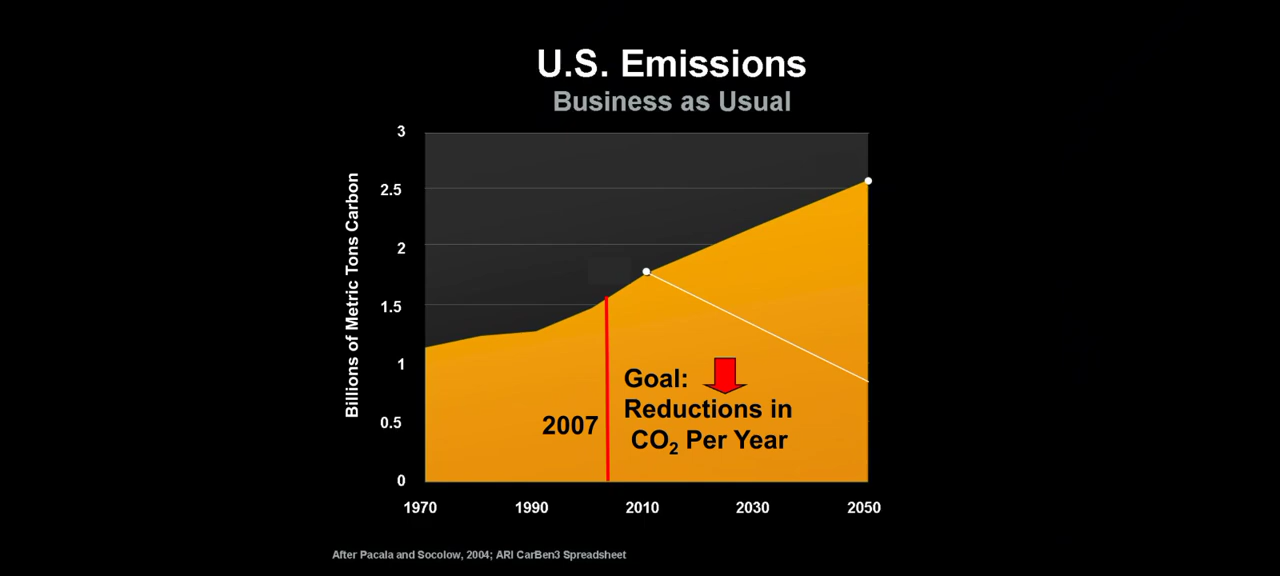 U.S. Emissions
Business as Usual
Billions of Metric Tons Carbon
3
2.5
2
1.5
1
0.5
0
Goal:
Reductions in
CO₂ Per Year
2007
1970 1990 2010 2030 2050
After Pacala and Socolow, 2004; ARI CarBen3 Spreadsheet